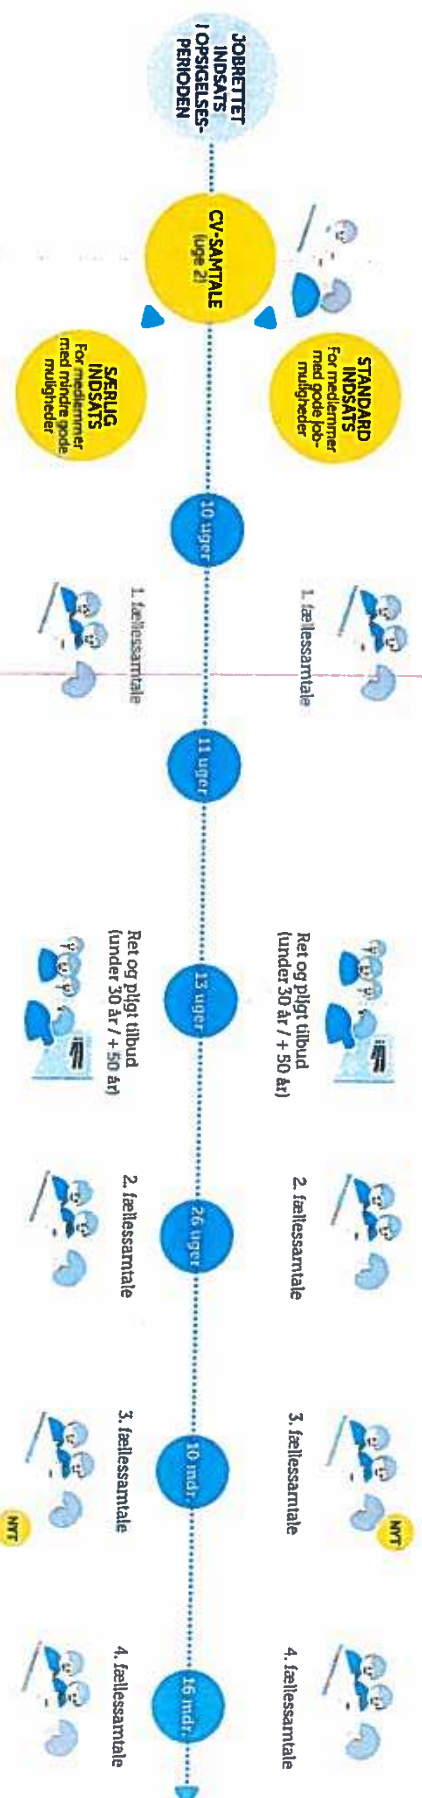 JOBRETTET
INDSATS
I OPSIGELSES-
PERIODEN
CV-SAMTALE
(uge 2)
STANDARD
INDSATS
For medlemmer
med gode job-
muligheder
SÆRLIG
INDSATS
For medlemmer
med mindre gode
muligheder
10 uger
1. fællessamtale
1. fællessamtale
11 uger
13 uger
Ret og pligt tilbud
(under 30 år / + 50 år)
Ret og pligt tilbud
(under 30 år / + 50 år)
26 uger
2. fællessamtale
2. fællessamtale
10 mdr.
3. fællessamtale
NYT
3. fællessamtale
NYT
16 mdr.
4. fællessamtale
4. fællessamtale